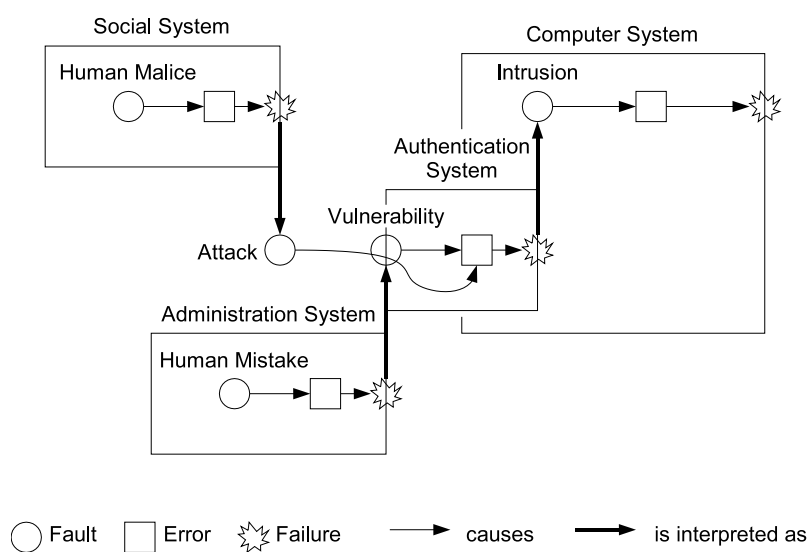 Social System
Computer System
Human Malice
Intrusion
Authentication
System
Vulnerability
Attack
Administration System
Human Mistake
Fault
Error
Failure
causes
is interpreted as